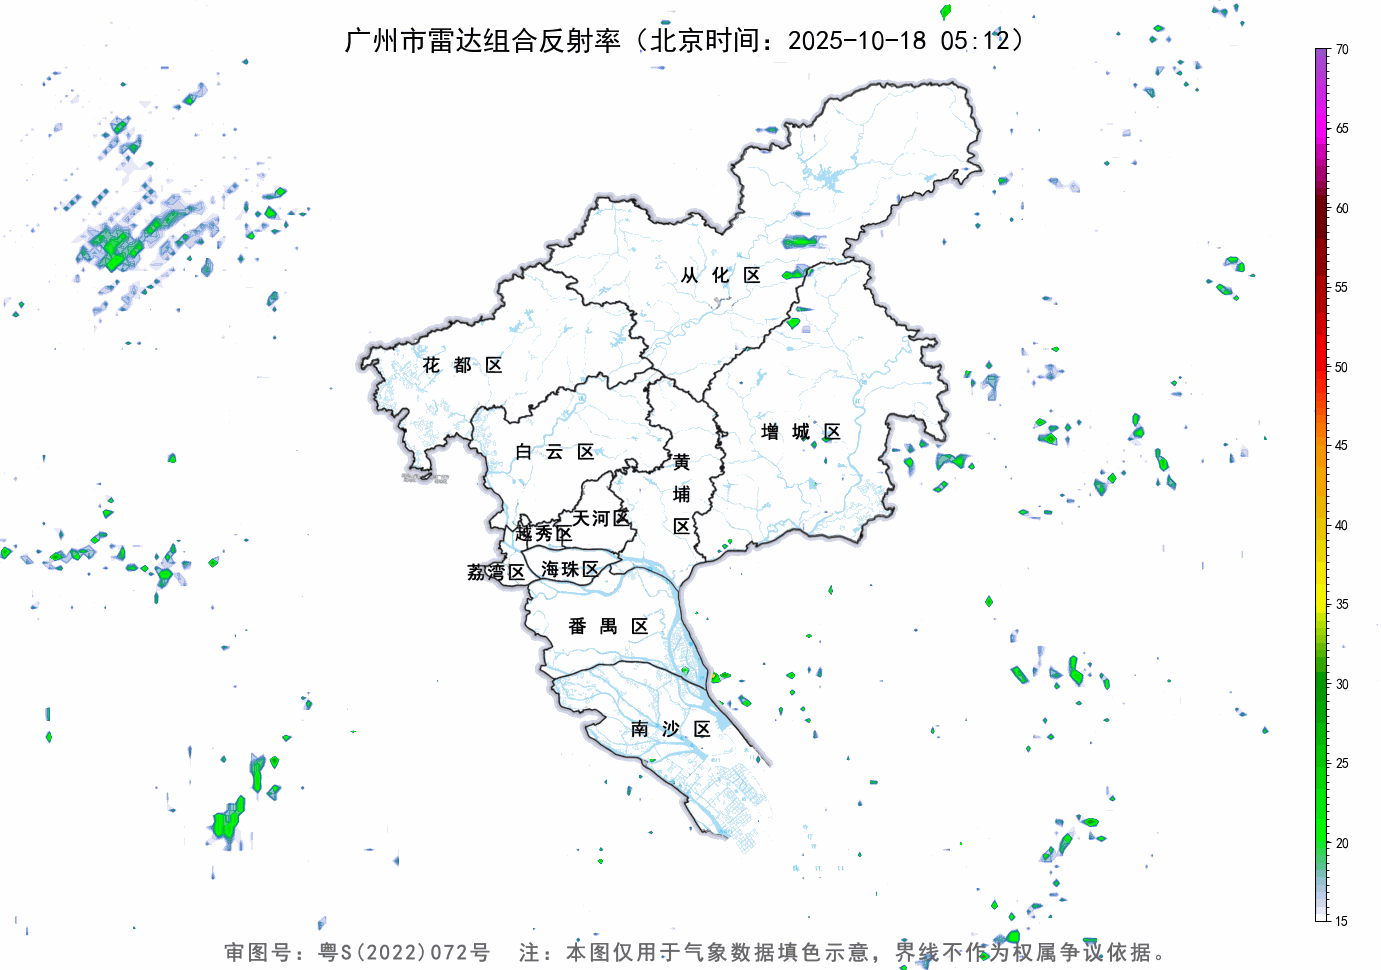 广州市雷达组合反射率（北京时间：2025-10-18 05:12）
70
65
60
55
50
45
40
35
30
25
20
15
从化区
花都区
增城区
白云区
黄埔区
天河区
越秀区
荔湾区
海珠区
番禺区
南沙区
审图号：粤S(2022)072号 注：本图仅用于气象数据填色示意，界线不作为权属争议依据。